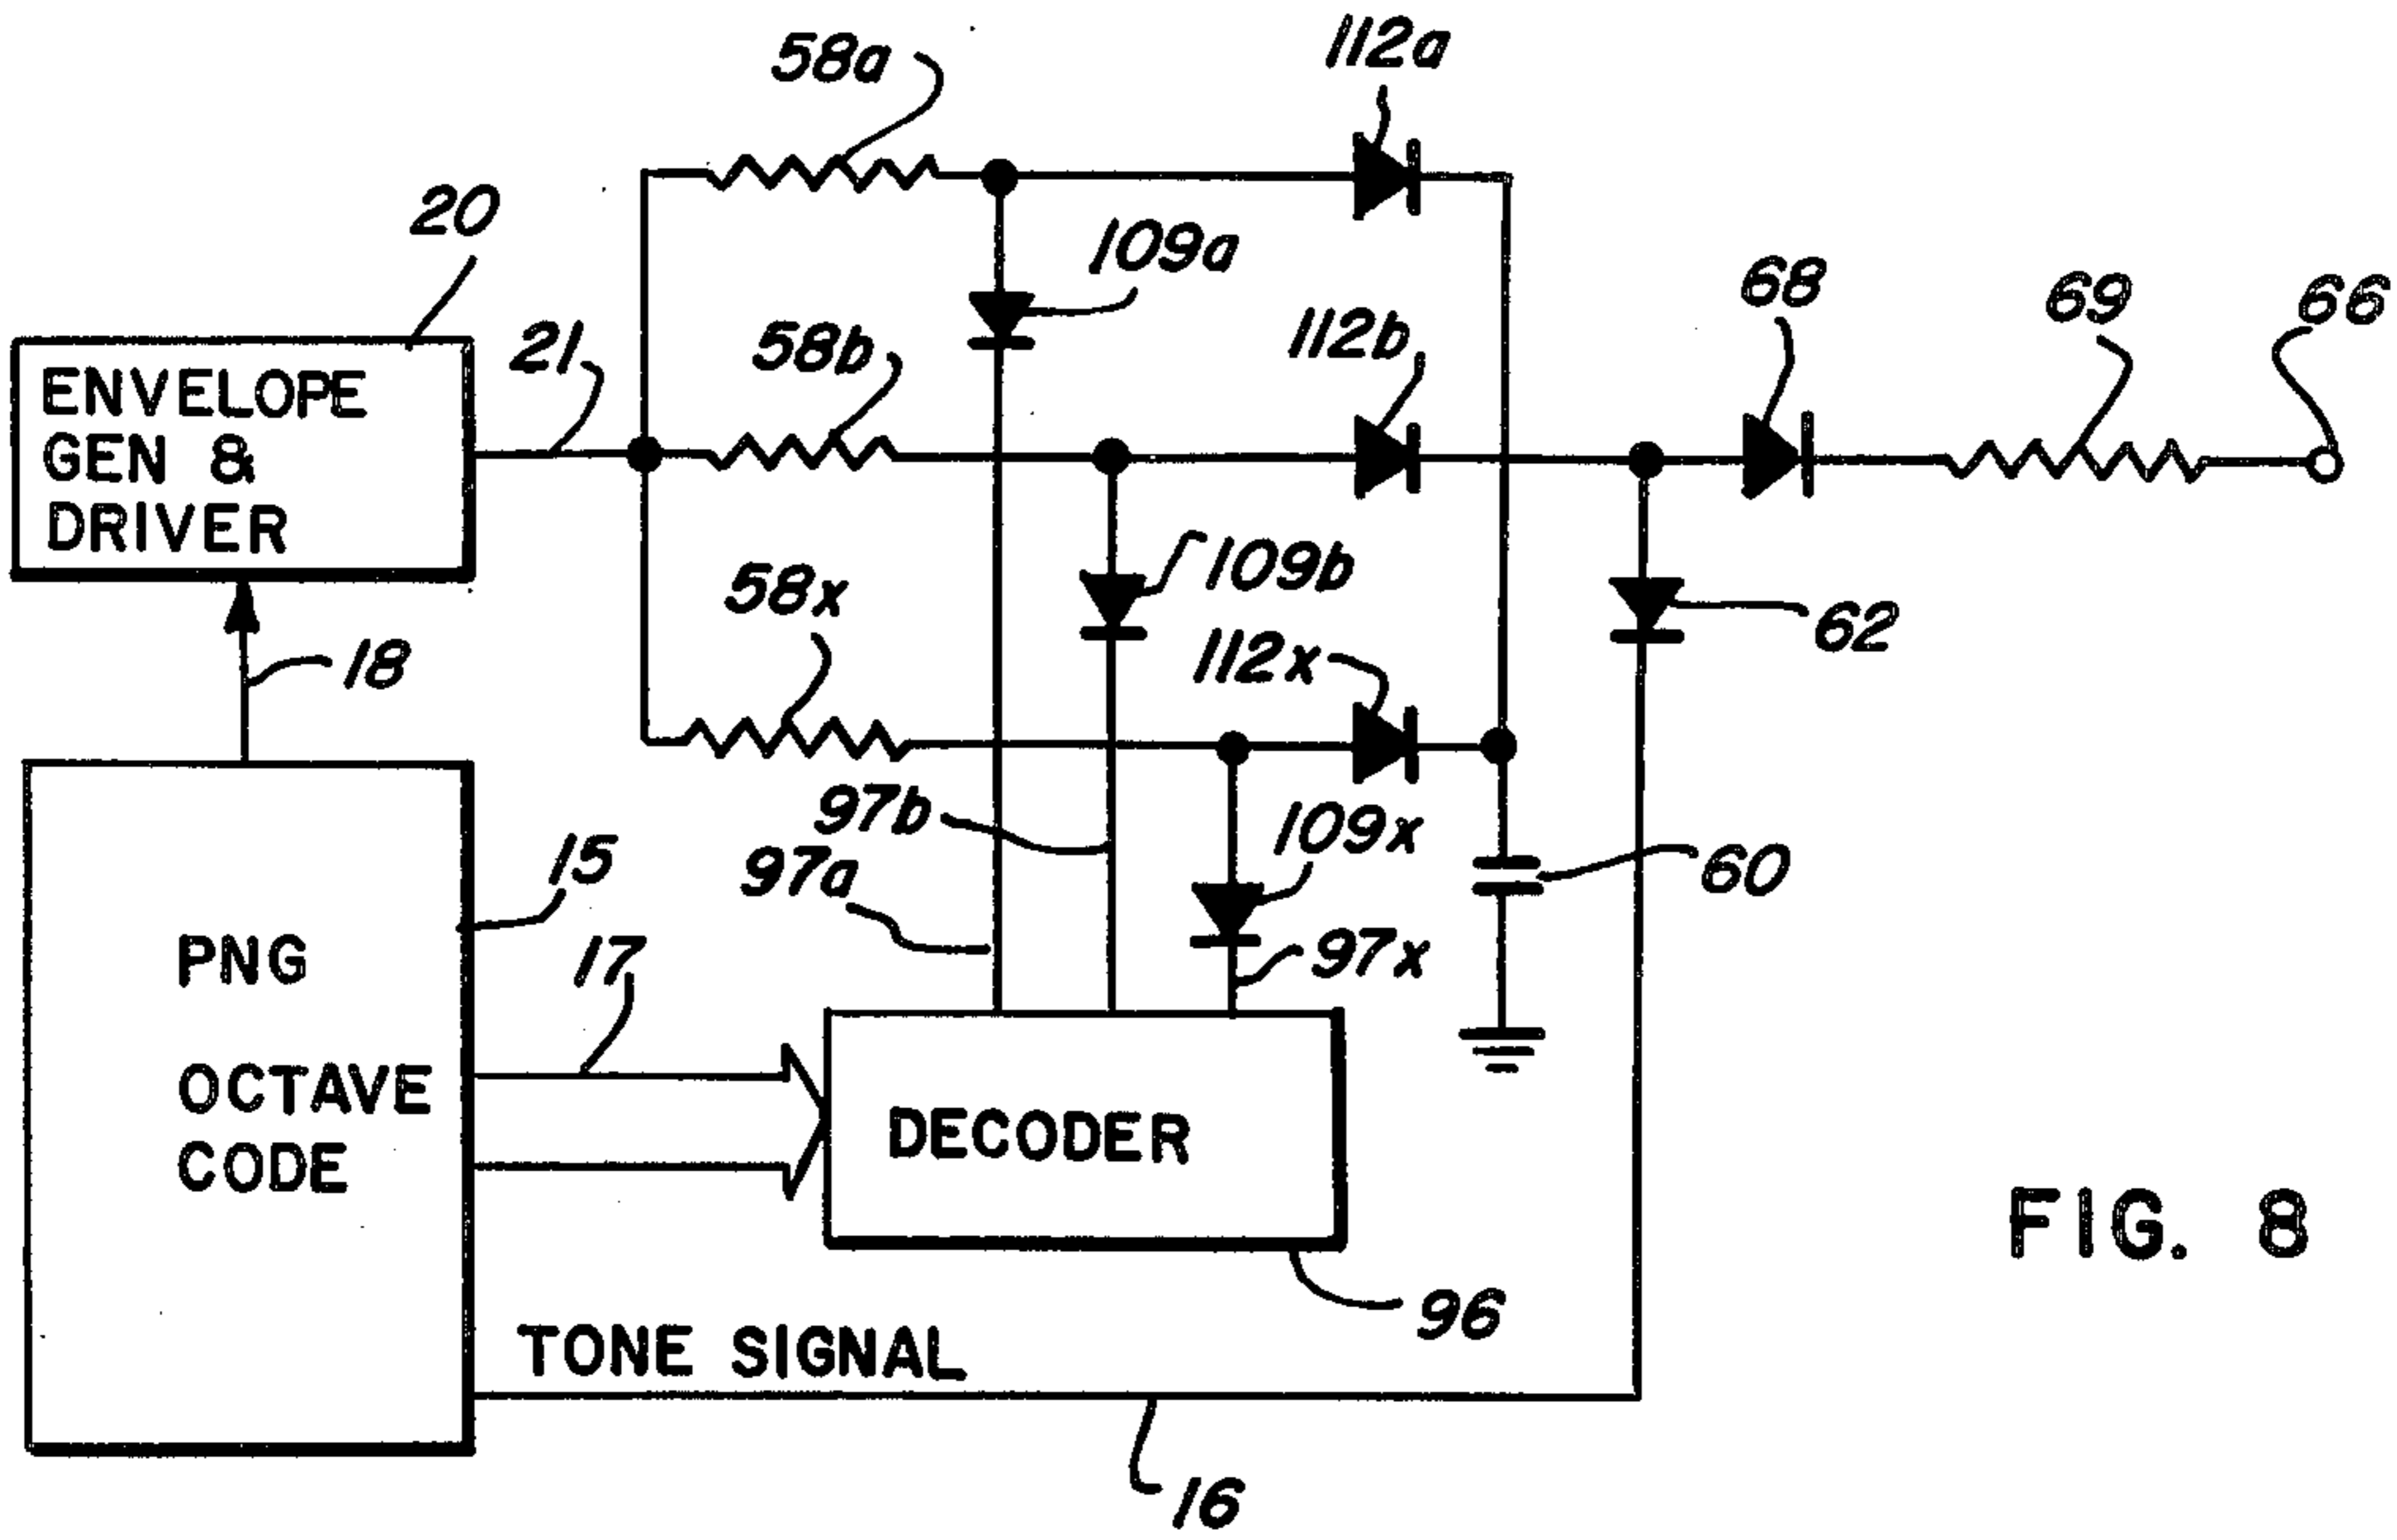 58a
112a
20
109a
68
69
66
21
58b
112b
ENVELOPE
GEN &
DRIVER
109b
58x
112x
62
18
97b
109x
15
97a
60
PNG
17
97x
OCTAVE
CODE
DECODER
FIG. 8
96
TONE SIGNAL
16